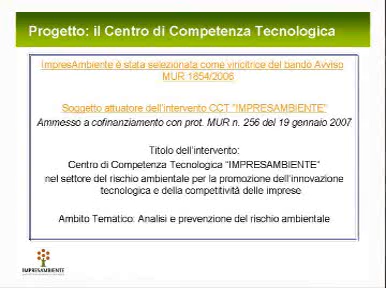 Progetto: il Centro di Competenza Tecnologica
ImpresAmbiente è stata selezionata come vincitrice del bando Avviso
MUR 1854/2006
Soggetto attuatore dell'intervento CCT "IMPRESAMBIENTE"
Ammesso a cofinanziamento con prot. MUR n. 256 del 19 gennaio 2007
Titolo dell'intervento:
Centro di Competenza Tecnologica "IMPRESAMBIENTE"
nel settore del rischio ambientale per la promozione dell'innovazione
tecnologica e della competitività delle imprese
Ambito Tematico: Analisi e prevenzione del rischio ambientale
IMPRESAMBIENTE